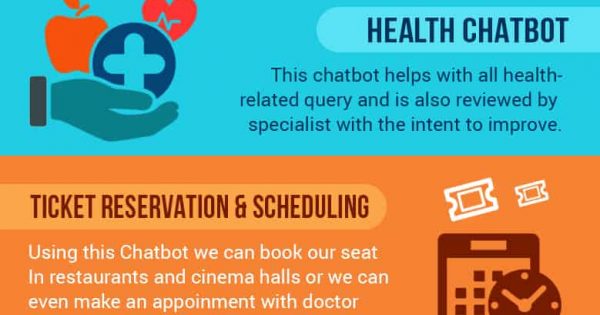 HEALTH CHATBOT
This chatbot helps with all health-
related query and is also reviewed by
specialist with the intent to improve.
TICKET RESERVATION & SCHEDULING
Using this Chatbot we can book our seat
In restaurants and cinema halls or we can
even make an appoinment with doctor